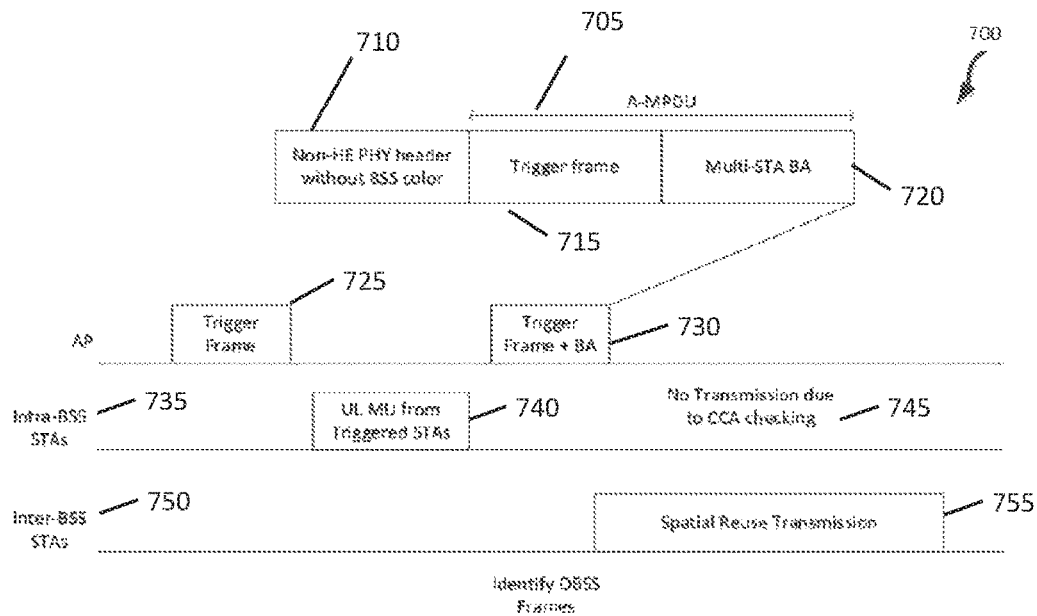 705
710
700
A-MPDU
Non-HE PHY header
without BSS color
Trigger frame
Multi-STA BA
720
715
725
Trigger
Frame
AP
Trigger
Frame + BA
730
Intra-BSS
STAs
735
UL MU from
Triggered STAs
740
No Transmission due
to CCA checking
745
Inter-BSS
STAs
750
Spatial Reuse Transmission
755
Identify OBSS
Frames